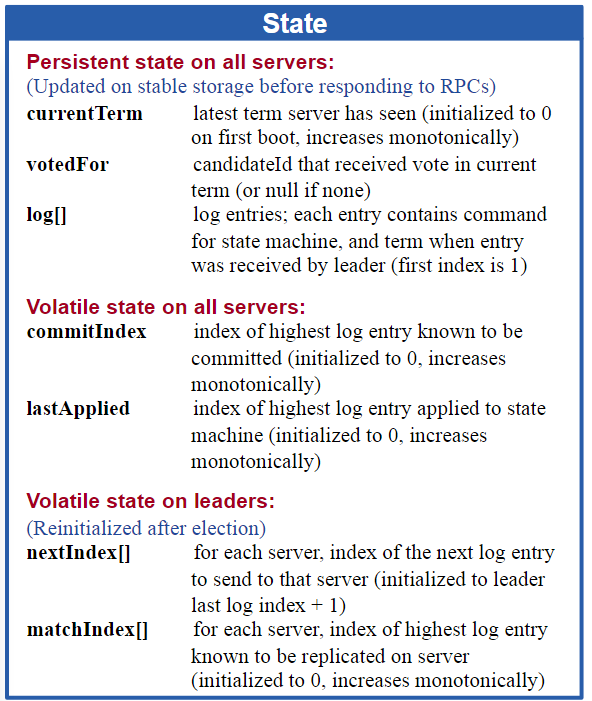 State
Persistent state on all servers:
(Updated on stable storage before responding to RPCs)
currentTerm latest term server has seen (initialized to 0
on first boot, increases monotonically)
votedFor candidateId that received vote in current
term (or null if none)
log[] log entries; each entry contains command
for state machine, and term when entry
was received by leader (first index is 1)
Volatile state on all servers:
commitIndex index of highest log entry known to be
committed (initialized to 0, increases
monotonically)
lastApplied index of highest log entry applied to state
machine (initialized to 0, increases
monotonically)
Volatile state on leaders:
(Reinitialized after election)
nextIndex[] for each server, index of the next log entry
to send to that server (initialized to leader
last log index + 1)
matchIndex[] for each server, index of highest log entry
known to be replicated on server
(initialized to 0, increases monotonically)